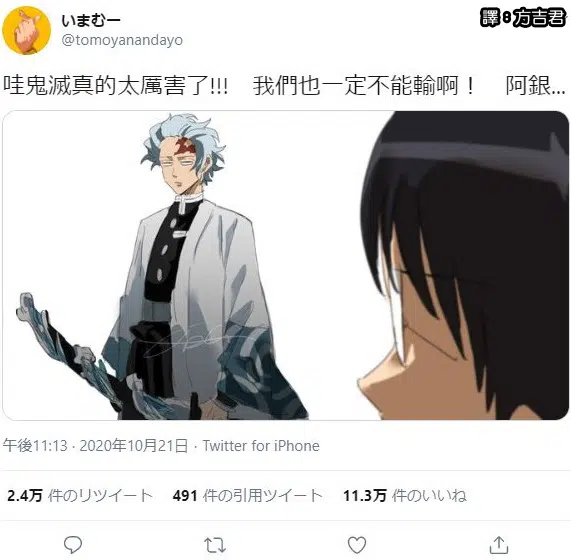 譯8方吉君
いまむー
@tomoyanandayo
哇鬼滅真的太厲害了!!! 我們也一定不能輸啊！ 阿銀...
午後11:13 · 2020年10月21日 · Twitter for iPhone
2.4万 件のリツイート 491 件の引用ツイート 11.3万 件のいいね